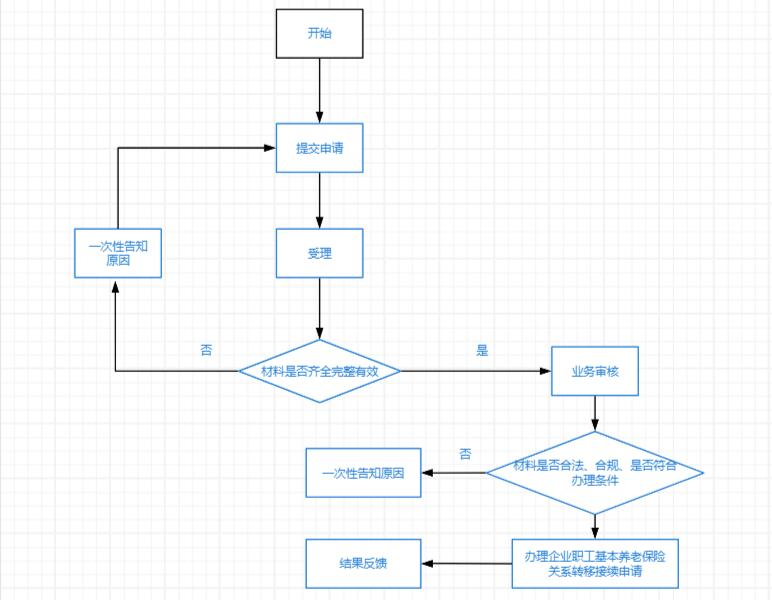 开始
提交申请
一次性告知
原因
受理
否
是
材料是否齐全完整有效
业务审核
否
一次性告知原因
材料是否合法、合规、是否符合
办理条件
结果反馈
办理企业职工基本养老保险
关系转移接续申请